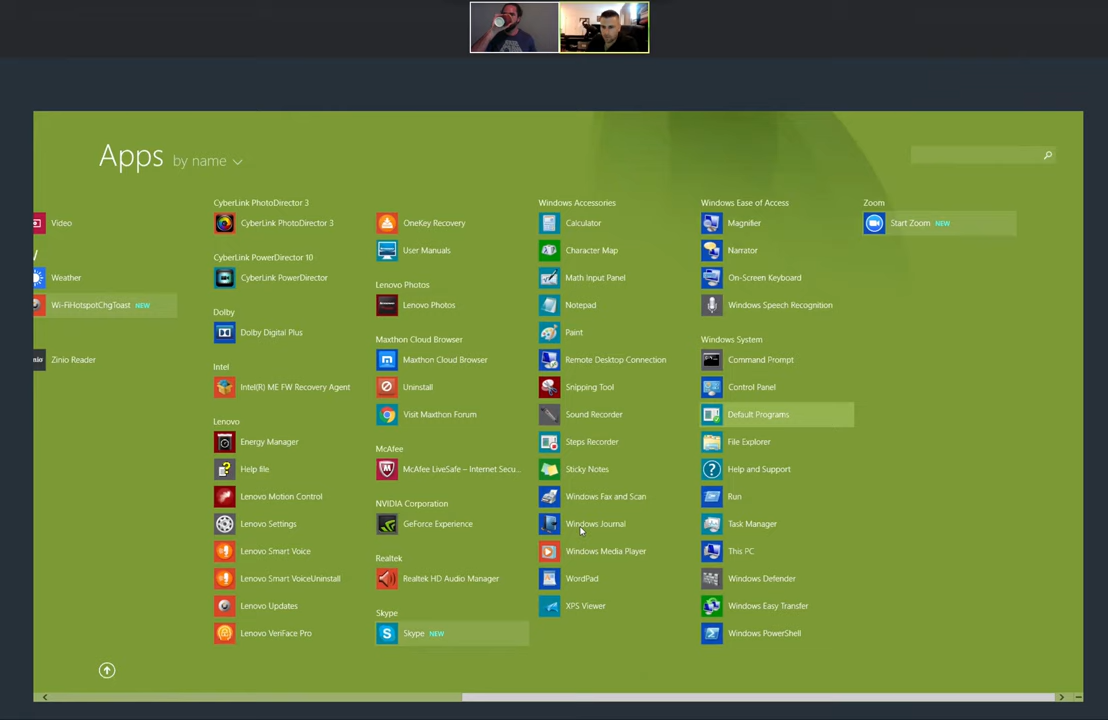 Apps by name
Video
W
Weather
Wi-FiHotspotChgToast NEW
Zinio Reader
CyberLink PhotoDirector 3
CyberLink PhotoDirector 3
CyberLink PowerDirector 10
CyberLink PowerDirector
Dolby
Dolby Digital Plus
Intel
Intel(R) ME FW Recovery Agent
Lenovo
Energy Manager
Help file
Lenovo Motion Control
Lenovo Settings
Lenovo Smart Voice
Lenovo Smart VoiceUninstall
Lenovo Updates
Lenovo VeriFace Pro
OneKey Recovery
User Manuals
Lenovo Photos
Lenovo Photos
Maxthon Cloud Browser
Maxthon Cloud Browser
Uninstall
Visit Maxthon Forum
McAfee
McAfee LiveSafe – Internet Secu...
NVIDIA Corporation
GeForce Experience
Realtek
Realtek HD Audio Manager
Skype
Skype NEW
Windows Accessories
Calculator
Character Map
Math Input Panel
Notepad
Paint
Remote Desktop Connection
Snipping Tool
Sound Recorder
Steps Recorder
Sticky Notes
Windows Fax and Scan
Windows Journal
Windows Media Player
WordPad
XPS Viewer
Windows Ease of Access
Magnifier
Narrator
On-Screen Keyboard
Windows Speech Recognition
Windows System
Command Prompt
Control Panel
Default Programs
File Explorer
Help and Support
Run
Task Manager
This PC
Windows Defender
Windows Easy Transfer
Windows PowerShell
Zoom
Start Zoom NEW